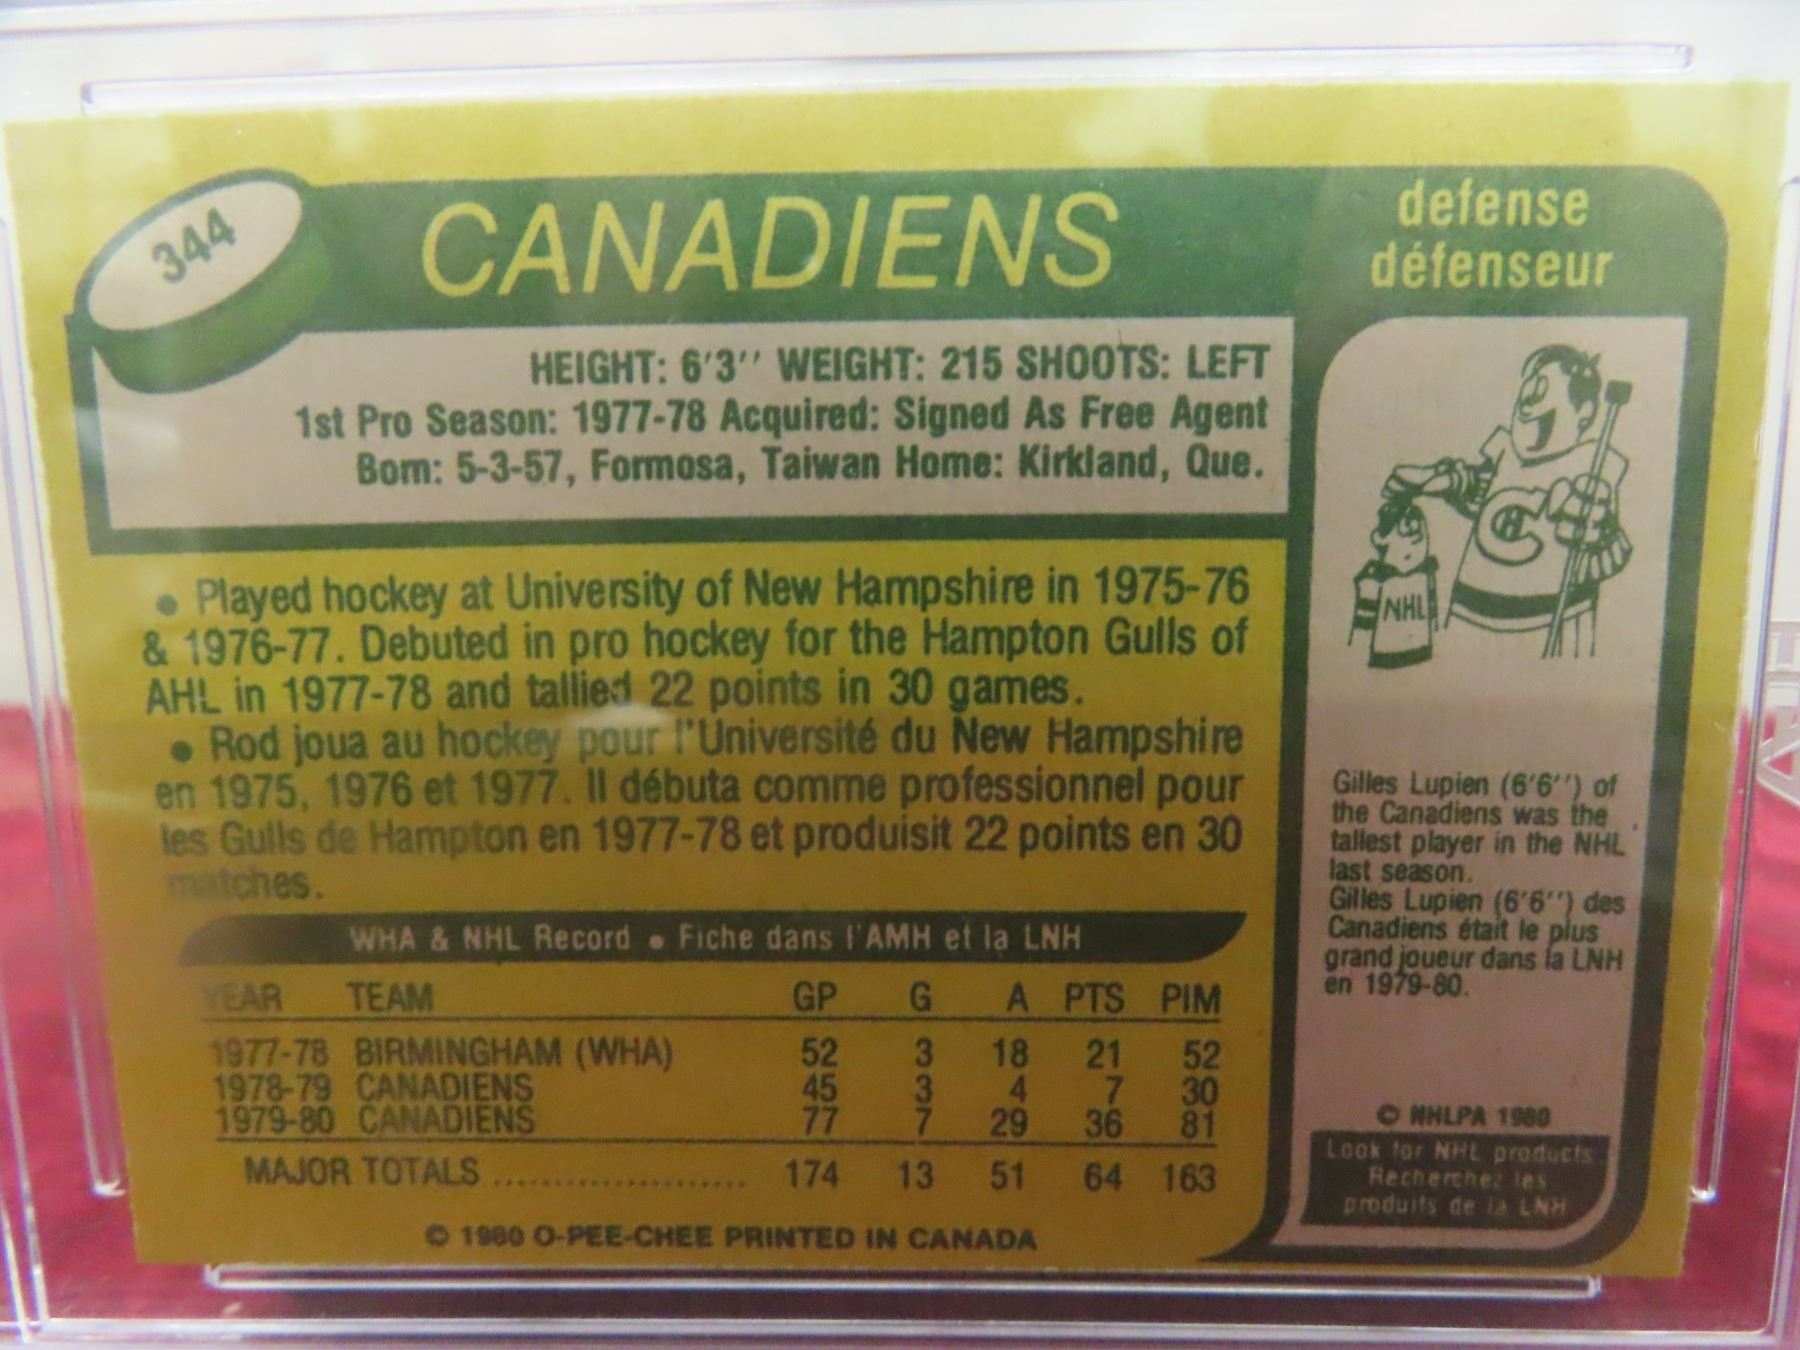 344
CANADIENS
defense
défenseur
HEIGHT: 6'3'' WEIGHT: 215 SHOOTS: LEFT
1st Pro Season: 1977-78 Acquired: Signed As Free Agent
Born: 5-3-57, Formosa, Taiwan Home: Kirkland, Que.
• Played hockey at University of New Hampshire in 1975-76
& 1976-77. Debuted in pro hockey for the Hampton Gulls of
AHL in 1977-78 and tallied 22 points in 30 games.
• Rod joua au hockey pour l'Université du New Hampshire
en 1975, 1976 et 1977. Il débuta comme professionnel pour
les Gulls de Hampton en 1977-78 et produisit 22 points en 30
matches.
WHA & NHL Record • Fiche dans l'AMH et la LNH
YEAR TEAM GP G A PTS PIM
1977-78 BIRMINGHAM (WHA) 52 3 18 21 52
1978-79 CANADIENS 45 3 4 7 30
1979-80 CANADIENS 77 7 29 36 81
MAJOR TOTALS ........................ 174 13 51 64 163
© 1980 O-PEE-CHEE PRINTED IN CANADA
C
H
NHL
Gilles Lupien (6'6'') of
the Canadiens was the
tallest player in the NHL
last season.
Gilles Lupien (6'6'') des
Canadiens était le plus
grand joueur dans la LNH
en 1979-80.
© NHLPA 1980
Look for NHL products
Recherchez les
produits de la LNH